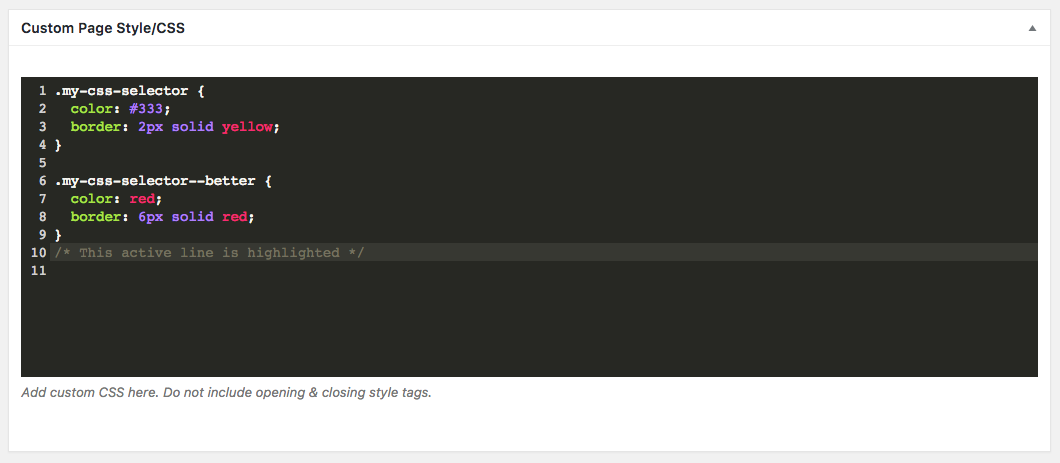 Custom Page Style/CSS ▲
1 .my-css-selector {
2   color: #333;
3   border: 2px solid yellow;
4 }
5
6 .my-css-selector--better {
7   color: red;
8   border: 6px solid red;
9 }
10 /* This active line is highlighted */
11
Add custom CSS here. Do not include opening & closing style tags.